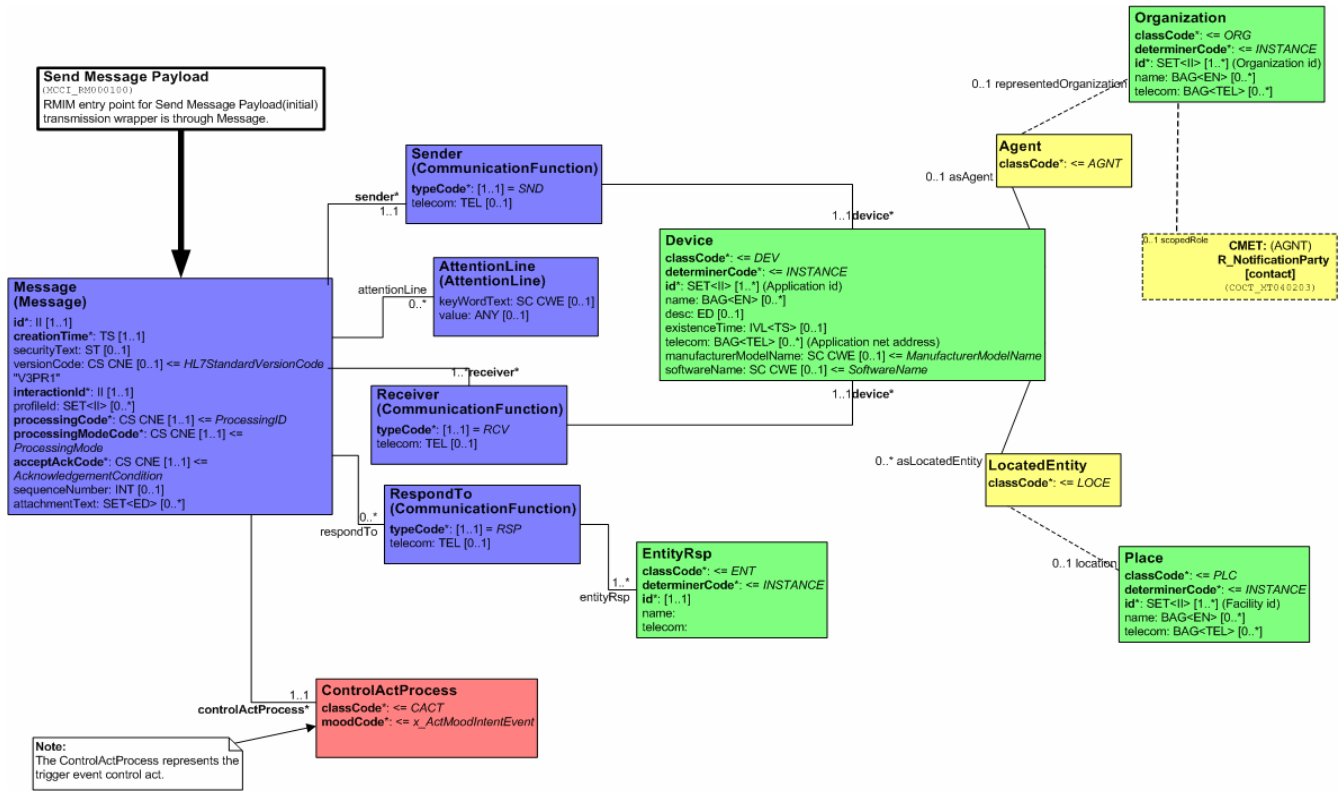 Send Message Payload
(MCCI_RM000100)
RMIM entry point for Send Message Payload(initial)
transmission wrapper is through Message.
Message
(Message)
id*: II [1..1]
creationTime*: TS [1..1]
securityText: ST [0..1]
versionCode: CS CNE [0..1] <= HL7StandardVersionCode
"V3PR1"
interactionId*: II [1..1]
profileId: SET<II> [0..*]
processingCode*: CS CNE [1..1] <= ProcessingID
processingModeCode*: CS CNE [1..1] <=
ProcessingMode
acceptAckCode*: CS CNE [1..1] <=
AcknowledgementCondition
sequenceNumber: INT [0..1]
attachmentText: SET<ED> [0..*]
sender*
1..1
Sender
(CommunicationFunction)
typeCode*: [1..1] = SND
telecom: TEL [0..1]
attentionLine
0..*
AttentionLine
(AttentionLine)
keyWordText: SC CWE [0..1]
value: ANY [0..1]
1..*receiver*
Receiver
(CommunicationFunction)
typeCode*: [1..1] = RCV
telecom: TEL [0..1]
0..*
respondTo
RespondTo
(CommunicationFunction)
typeCode*: [1..1] = RSP
telecom: TEL [0..1]
1..*
entityRsp
EntityRsp
classCode*: <= ENT
determinerCode*: <= INSTANCE
id*: [1..1]
name:
telecom:
1..1
controlActProcess*
ControlActProcess
classCode*: <= CACT
moodCode*: <= x_ActMoodIntentEvent
Note:
The ControlActProcess represents the
trigger event control act.
1..1device*
Device
classCode*: <= DEV
determinerCode*: <= INSTANCE
id*: SET<II> [1..*] (Application id)
name: BAG<EN> [0..*]
desc: ED [0..1]
existenceTime: IVL<TS> [0..1]
telecom: BAG<TEL> [0..*] (Application net address)
manufacturerModelName: SC CWE [0..1] <= ManufacturerModelName
softwareName: SC CWE [0..1] <= SoftwareName
1..1device*
0..1 asAgent
Agent
classCode*: <= AGNT
0..1 representedOrganization
Organization
classCode*: <= ORG
determinerCode*: <= INSTANCE
id*: SET<II> [1..*] (Organization id)
name: BAG<EN> [0..*]
telecom: BAG<TEL> [0..*]
0..1 scopedRole
CMET: (AGNT)
R_NotificationParty
[contact]
(COCT_MT040203)
0..* asLocatedEntity
LocatedEntity
classCode*: <= LOCE
0..1 location
Place
classCode*: <= PLC
determinerCode*: <= INSTANCE
id*: SET<II> [1..*] (Facility id)
name: BAG<EN> [0..*]
telecom: BAG<TEL> [0..*]